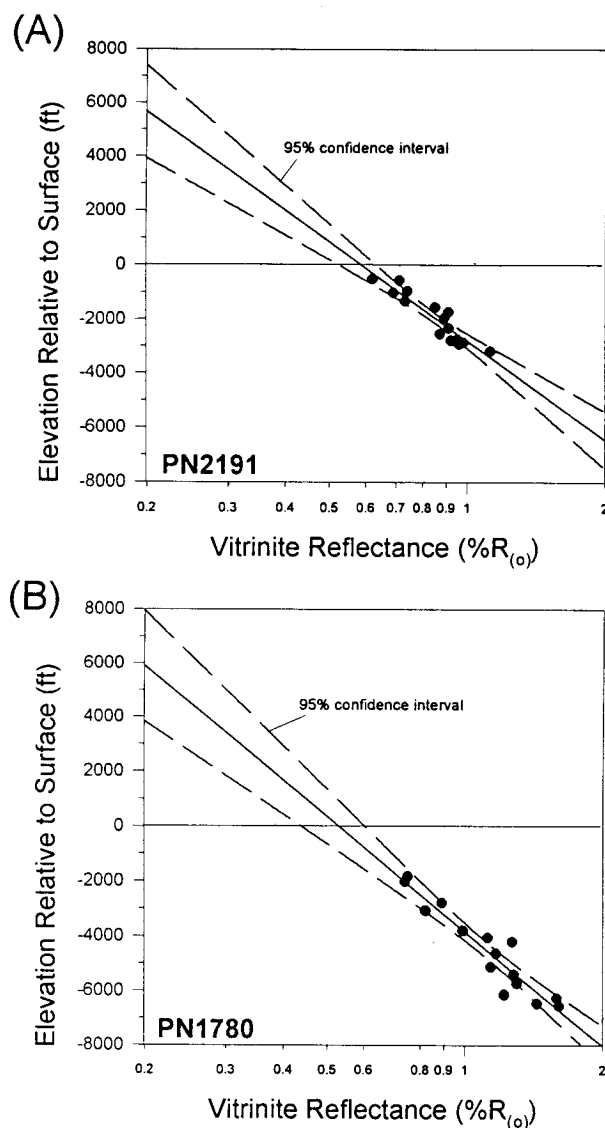 (A)
8000
6000
4000
2000
0
-2000
-4000
-6000
-8000
Elevation Relative to Surface (ft)
95% confidence interval
PN2191
0.2 0.3 0.4 0.5 0.6 0.7 0.8 0.9 1 2
Vitrinite Reflectance (%R(o))
(B)
8000
6000
4000
2000
0
-2000
-4000
-6000
-8000
Elevation Relative to Surface (ft)
95% confidence interval
PN1780
0.2 0.3 0.4 0.5 0.6 0.7 0.8 0.9 1 2
Vitrinite Reflectance (%R(o))